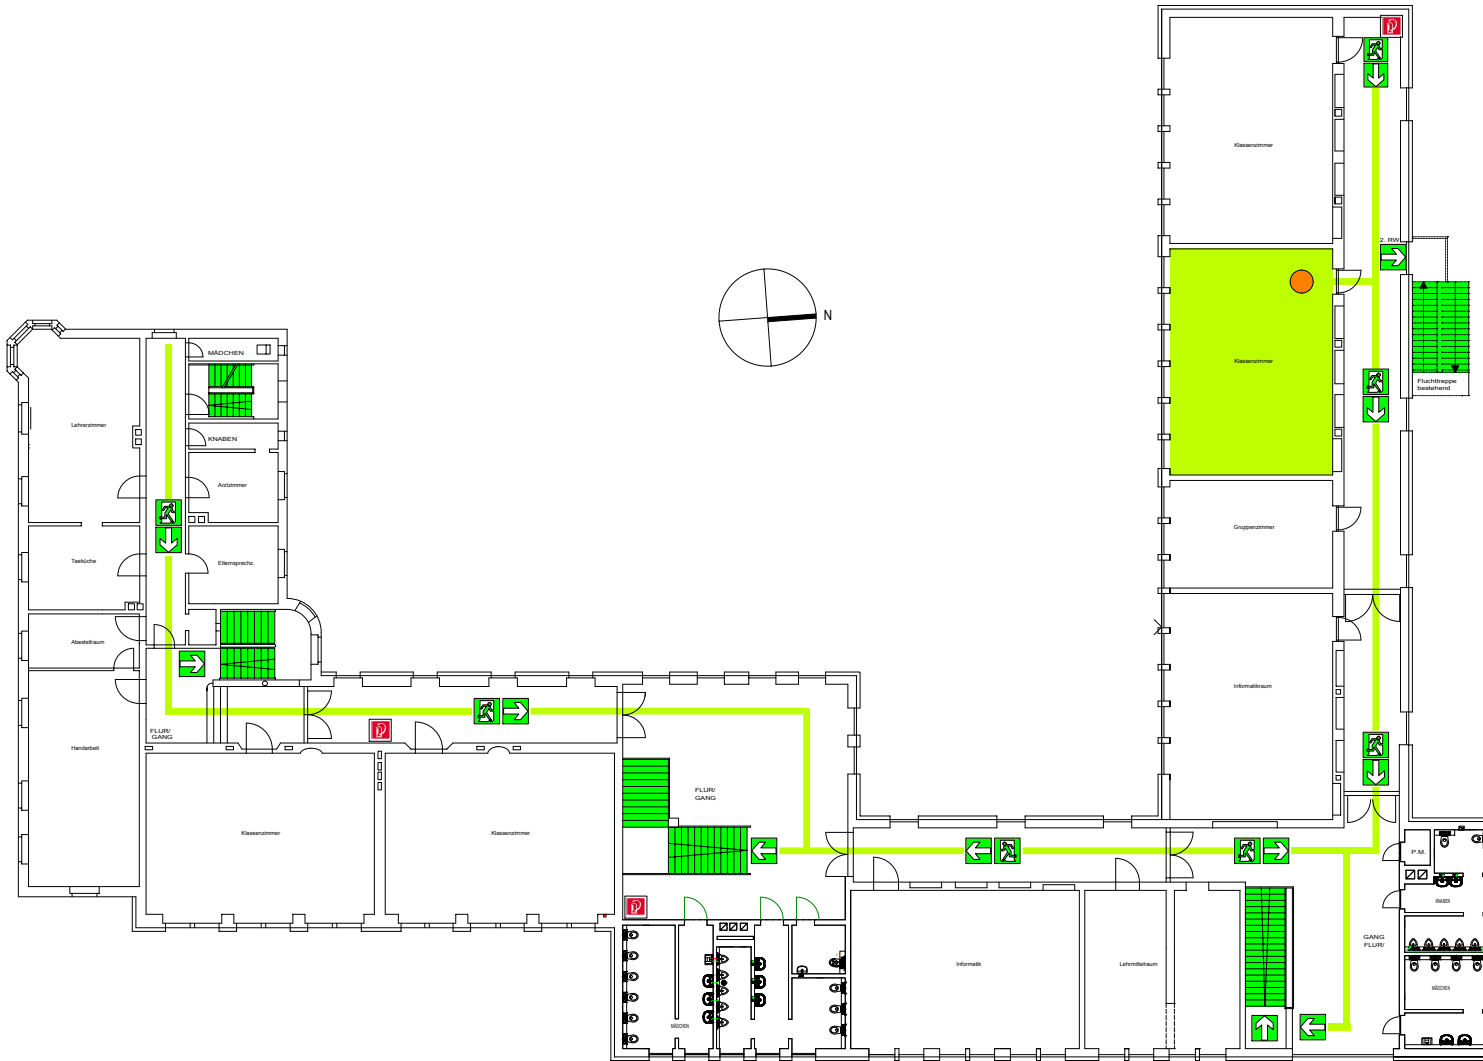 Klassenzimmer
2. RW
N
MÄDCHEN
Klassenzimmer
Fluchttreppe
bestehend
Lehrerzimmer
KNABEN
Arztzimmer
Gruppenzimmer
Teeküche
Elternsprechz.
Abestellraum
Informatikraum
FLUR/
GANG
Handarbeit
FLUR/
GANG
Klassenzimmer
Klassenzimmer
P.M.
KNABEN
GANG
FLUR/
Informatik
Lehrmittelraum
MÄDCHEN
MÄDCHEN